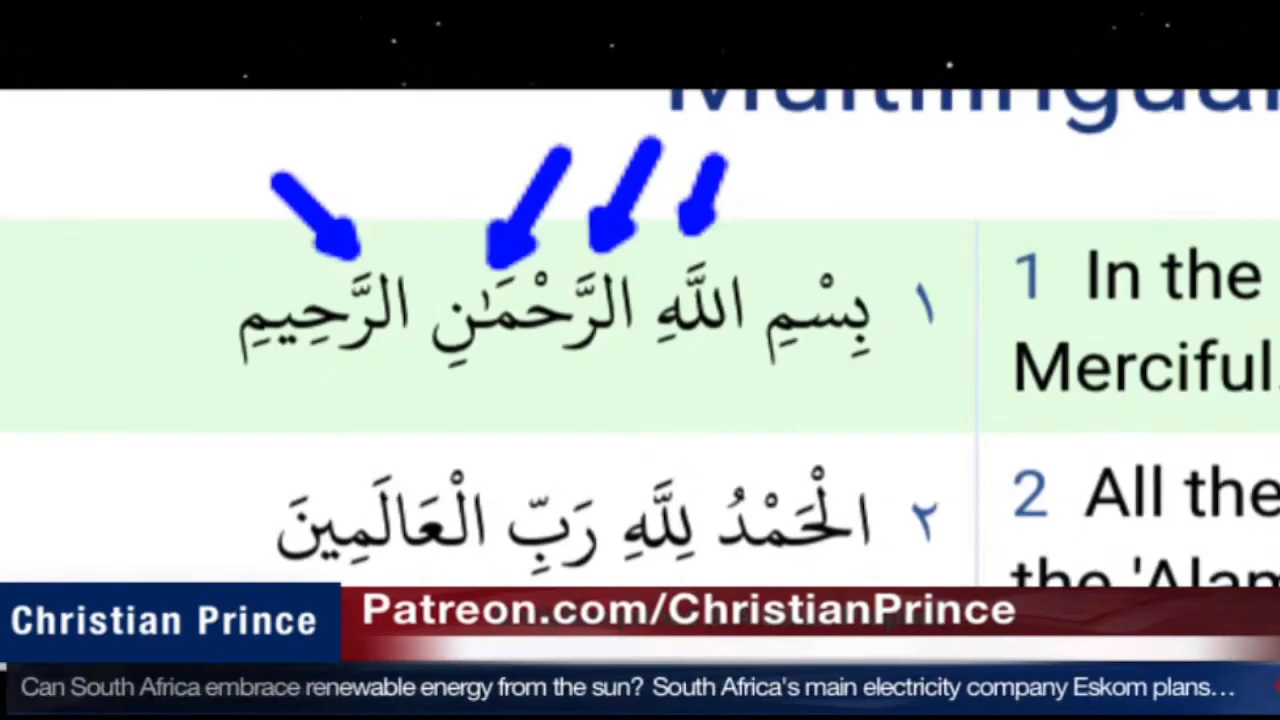 Multilingual
بِسْمِ اللَّهِ الرَّحْمَٰنِ الرَّحِيمِ ١
1 In the
Merciful.
الْحَمْدُ لِلَّهِ رَبِّ الْعَالَمِينَ ٢
2 All the
the 'Alam
Christian Prince
Patreon.com/ChristianPrince
Can South Africa embrace renewable energy from the sun? South Africa's main electricity company Eskom plans...